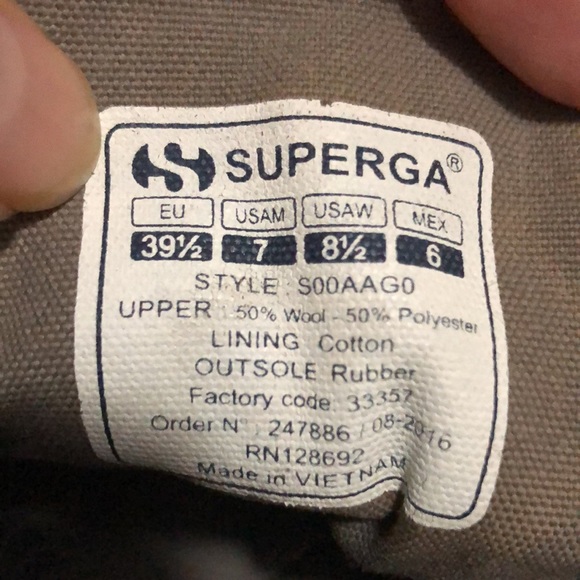 SUPERGA®
EU USAM USAW MEX
39½ 7 8½ 6
STYLE : S00AAG0
UPPER : 50% Wool - 50% Polyester
LINING Cotton
OUTSOLE Rubber
Factory code 33357
Order N° 247886 / 08-2016
RN128692
Made in VIETNAM